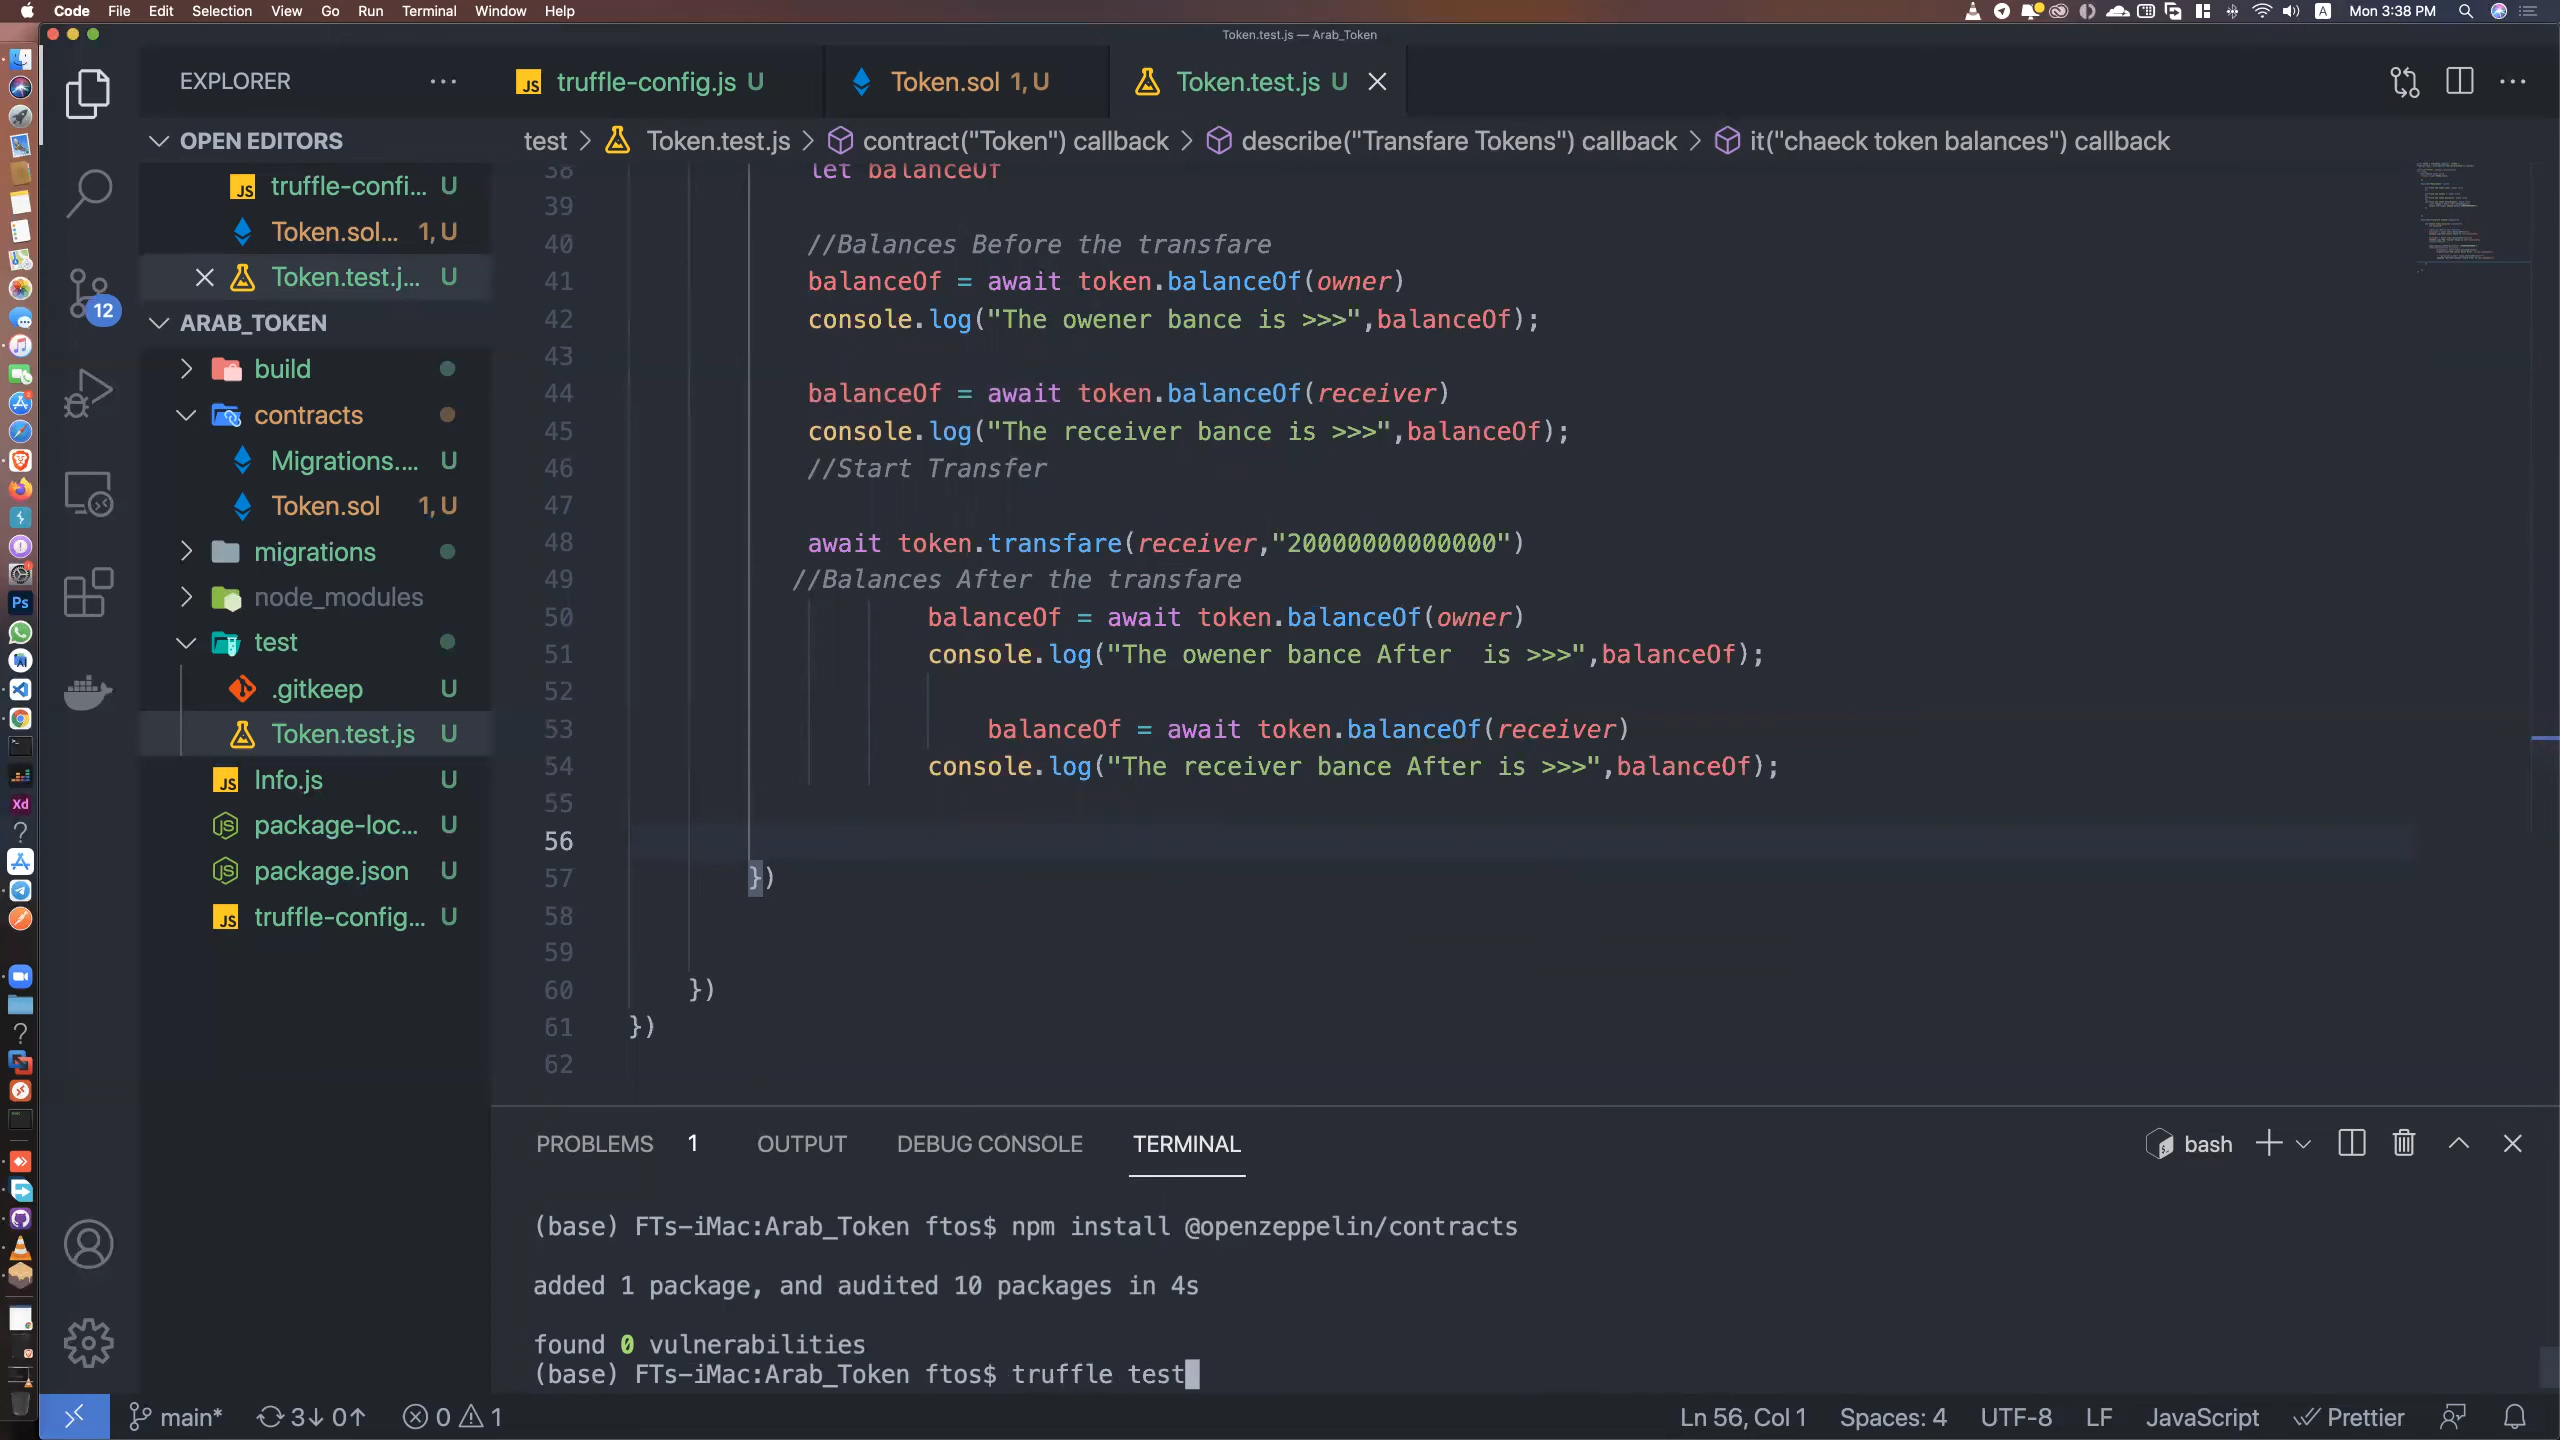 Code File Edit Selection View Go Run Terminal Window Help
A Mon 3:38 PM
Token.test.js — Arab_Token
EXPLORER
truffle-config.js U
Token.sol 1, U
Token.test.js U
OPEN EDITORS
test > Token.test.js > contract("Token") callback > describe("Transfare Tokens") callback > it("chaeck token balances") callback
truffle-confi... U
Token.sol... 1, U
Token.test.j... U
ARAB_TOKEN
build
contracts
Migrations.... U
Token.sol 1, U
migrations
node_modules
test
.gitkeep U
Token.test.js U
Info.js U
package-loc... U
package.json U
truffle-config... U
12
Ps
Xd
38 let balanceOf
39
40 //Balances Before the transfare
41 balanceOf = await token.balanceOf(owner)
42 console.log("The owener bance is >>>",balanceOf);
43
44 balanceOf = await token.balanceOf(receiver)
45 console.log("The receiver bance is >>>",balanceOf);
46 //Start Transfer
47
48 await token.transfare(receiver,"20000000000000")
49 //Balances After the transfare
50 balanceOf = await token.balanceOf(owner)
51 console.log("The owener bance After  is >>>",balanceOf);
52
53 balanceOf = await token.balanceOf(receiver)
54 console.log("The receiver bance After is >>>",balanceOf);
55
56
57 })
58
59
60 })
61 })
62
PROBLEMS 1 OUTPUT DEBUG CONSOLE TERMINAL
bash
(base) FTs-iMac:Arab_Token ftos$ npm install @openzeppelin/contracts
added 1 package, and audited 10 packages in 4s
found 0 vulnerabilities
(base) FTs-iMac:Arab_Token ftos$ truffle test
main* 3↓ 0↑ 0 1
Ln 56, Col 1 Spaces: 4 UTF-8 LF JavaScript Prettier